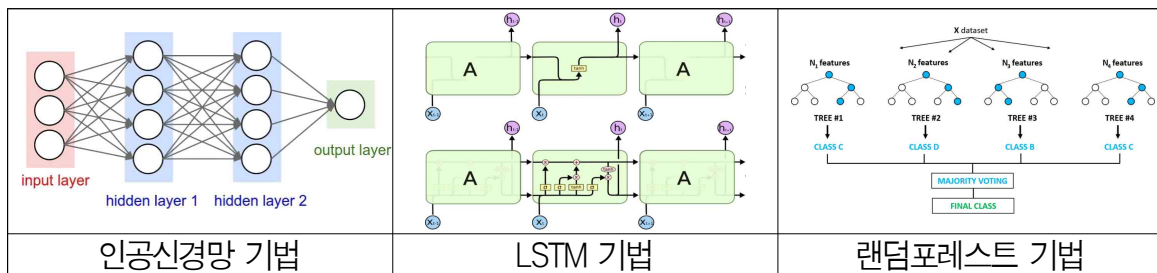 input layer
hidden layer 1
hidden layer 2
output layer
인공신경망 기법
A
tanh
A
A
A
LSTM 기법
X dataset
N₁ features
N₂ features
N₃ features
N₄ features
TREE #1
TREE #2
TREE #3
TREE #4
CLASS C
CLASS D
CLASS B
CLASS C
MAJORITY VOTING
FINAL CLASS
랜덤포레스트 기법